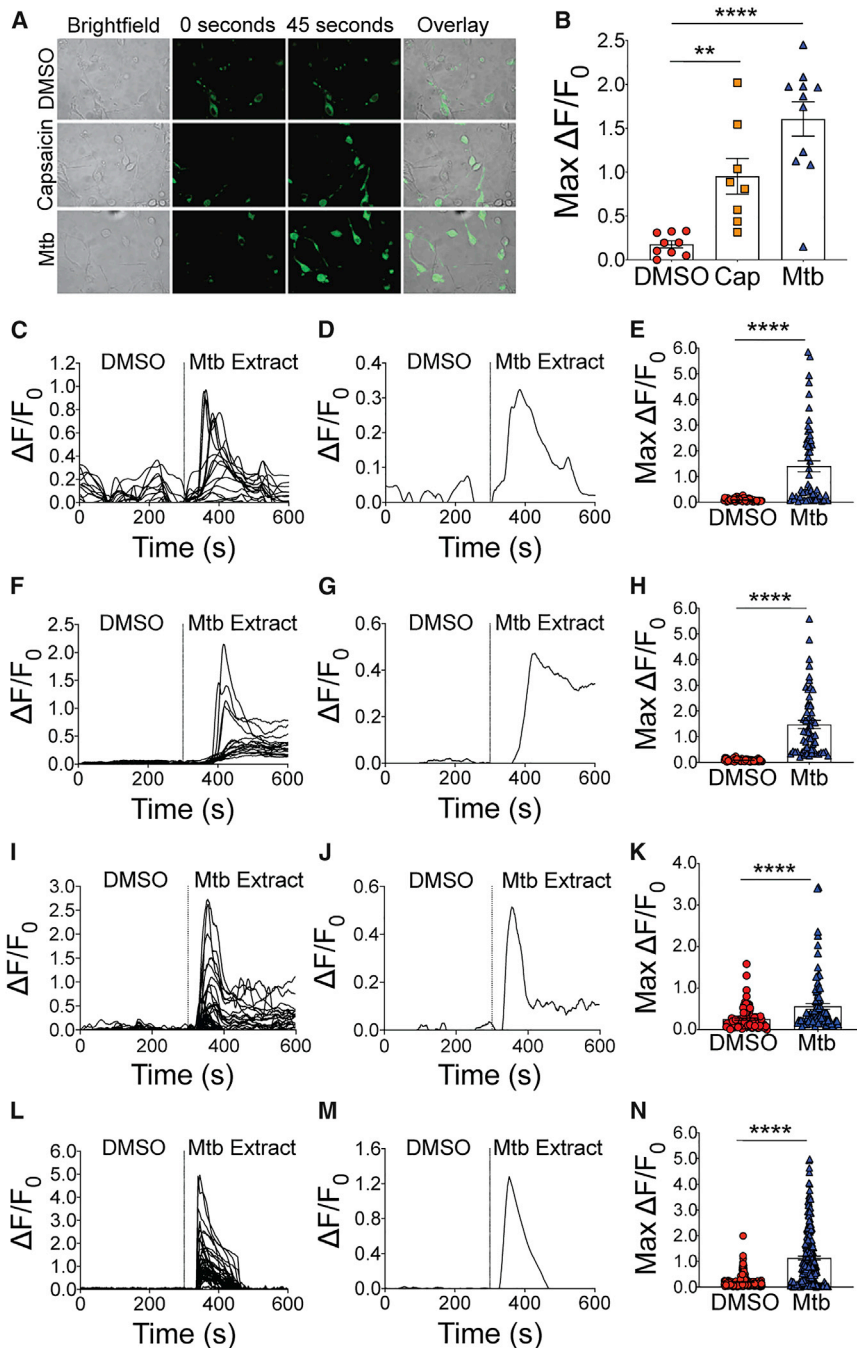 A
Brightfield 0 seconds 45 seconds Overlay
DMSO
Capsaicin
Mtb
B
Max ΔF/F0
2.5
2.0
1.5
1.0
0.5
0.0
****
**
DMSO Cap Mtb
C
ΔF/F0
1.2
1.0
0.8
0.6
0.4
0.2
0.0
DMSO Mtb Extract
0 200 400 600
Time (s)
D
ΔF/F0
0.4
0.3
0.2
0.1
0.0
DMSO Mtb Extract
0 200 400 600
Time (s)
E
Max ΔF/F0
6.0
5.0
4.0
3.0
2.0
1.0
0.0
****
DMSO Mtb
F
ΔF/F0
2.5
2.0
1.5
1.0
0.5
0.0
DMSO Mtb Extract
0 200 400 600
Time (s)
G
ΔF/F0
0.6
0.4
0.2
0.0
DMSO Mtb Extract
0 200 400 600
Time (s)
H
Max ΔF/F0
6.0
5.0
4.0
3.0
2.0
1.0
0.0
****
DMSO Mtb
I
ΔF/F0
3.0
2.5
2.0
1.5
1.0
0.5
0.0
DMSO Mtb Extract
0 200 400 600
Time (s)
J
ΔF/F0
0.6
0.4
0.2
0.0
DMSO Mtb Extract
0 200 400 600
Time (s)
K
Max ΔF/F0
4.0
3.0
2.0
1.0
0.0
****
DMSO Mtb
L
ΔF/F0
6.0
5.0
4.0
3.0
2.0
1.0
0.0
DMSO Mtb Extract
0 200 400 600
Time (s)
M
ΔF/F0
1.6
1.2
0.8
0.4
0.0
DMSO Mtb Extract
0 200 400 600
Time (s)
N
Max ΔF/F0
6.0
5.0
4.0
3.0
2.0
1.0
0.0
****
DMSO Mtb